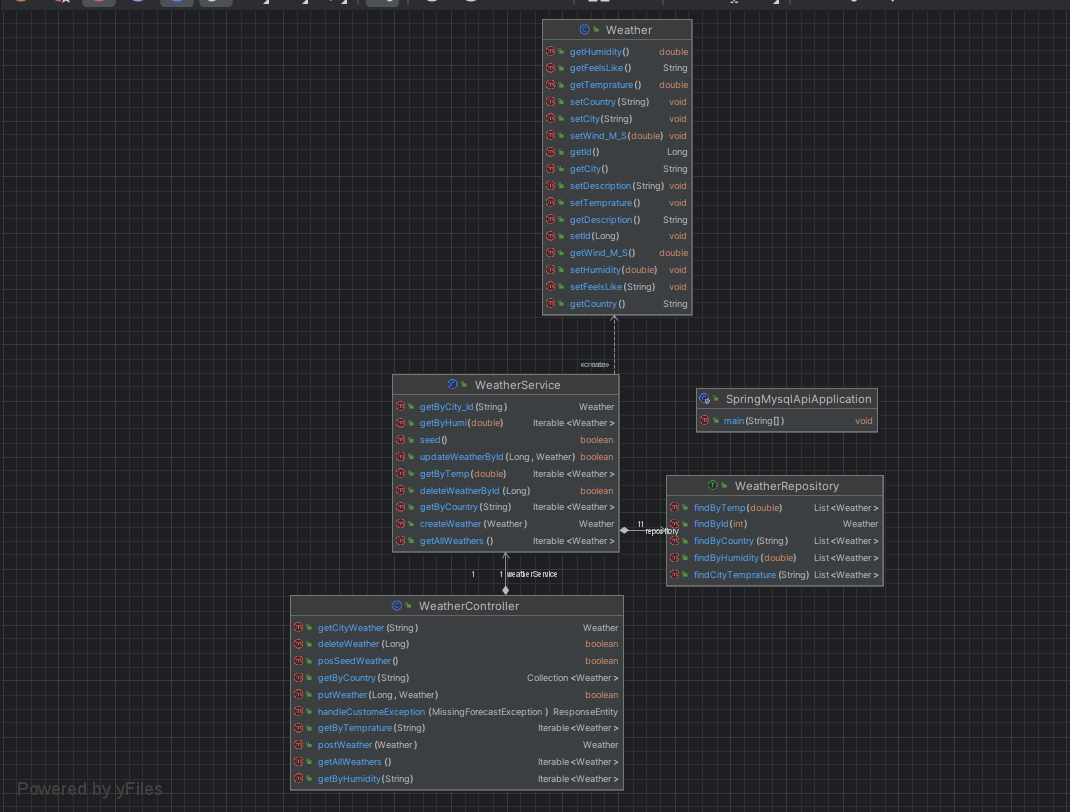 Weather
getHumidity() double
getFeelsLike() String
getTemprature() double
setCountry(String) void
setCity(String) void
setWind_M_S(double) void
getId() Long
getCity() String
setDescription(String) void
setTemprature() void
getDescription() String
setId(Long) void
getWind_M_S() double
setHumidity(double) void
setFeelsLike(String) void
getCountry() String
«create»
WeatherService
getByCity_Id(String) Weather
getByHumi(double) Iterable<Weather>
seed() boolean
updateWeatherById(Long, Weather) boolean
getByTemp(double) Iterable<Weather>
deleteWeatherById(Long) boolean
getByCountry(String) Iterable<Weather>
createWeather(Weather) Weather
getAllWeathers() Iterable<Weather>
SpringMysqlApiApplication
main(String[]) void
WeatherRepository
findByTemp(double) List<Weather>
findById(int) Weather
findByCountry(String) List<Weather>
findByHumidity(double) List<Weather>
findCityTemprature(String) List<Weather>
1 1
repository
1 1 weatherService
WeatherController
getCityWeather(String) Weather
deleteWeather(Long) boolean
posSeedWeather() boolean
getByCountry(String) Collection<Weather>
putWeather(Long, Weather) boolean
handleCustomeException(MissingForecastException) ResponseEntity
getByTemprature(String) Iterable<Weather>
postWeather(Weather) Weather
getAllWeathers() Iterable<Weather>
getByHumidity(String) Iterable<Weather>
Powered by yFiles